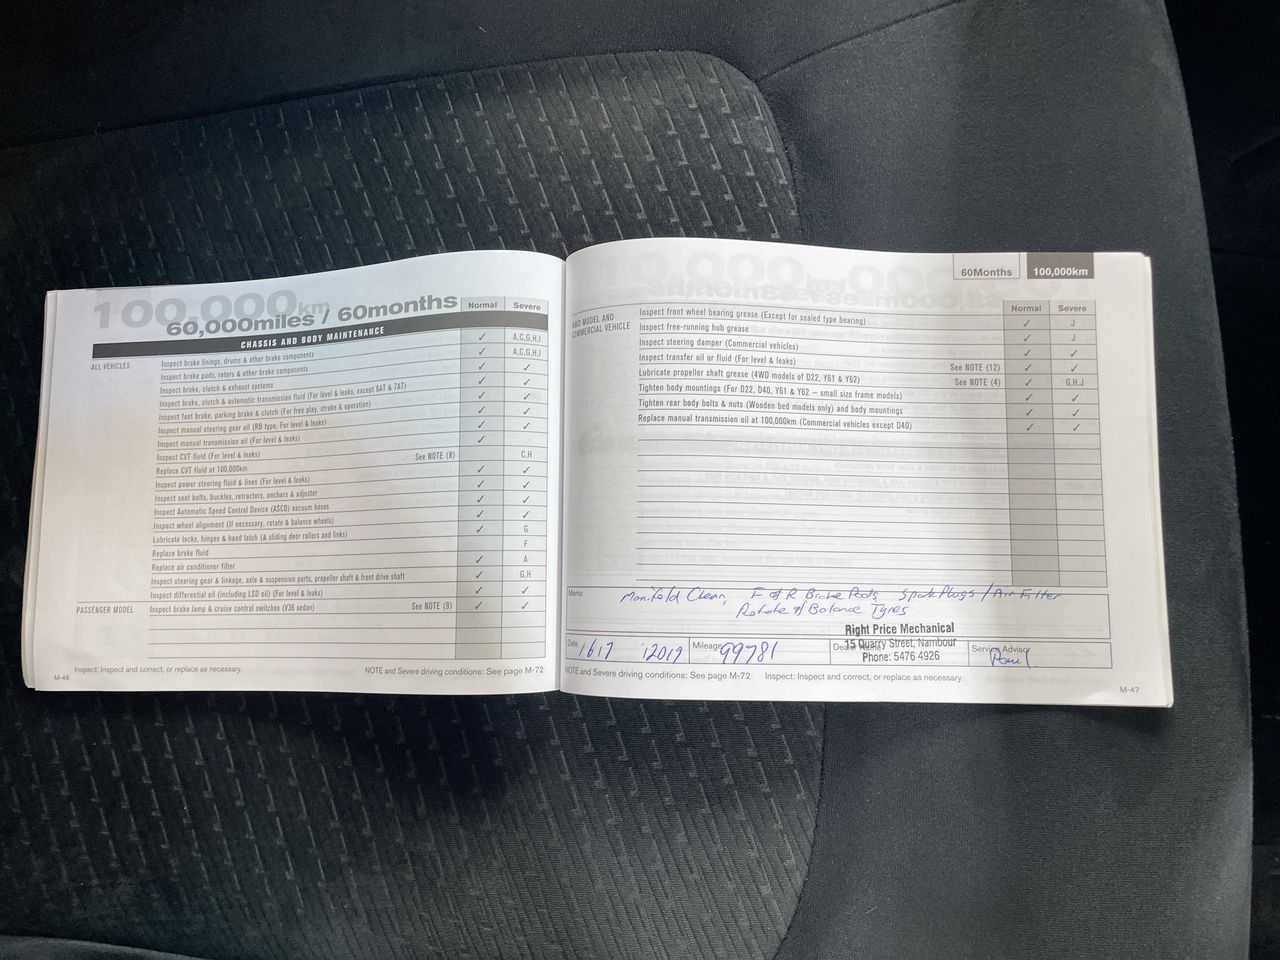 100,000km
60,000miles / 60months
Normal Severe
CHASSIS AND BODY MAINTENANCE
ALL VEHICLES
Inspect brake linings, drums & other brake components ✓ A,C,G,H,I
Inspect brake pads, rotors & other brake components ✓ A,C,G,H,I
Inspect brake, clutch & exhaust systems ✓ ✓
Inspect brake, clutch & automatic transmission fluid (For level & leaks, except 6AT & 7AT) ✓ ✓
Inspect foot brake, parking brake & clutch (For free play, stroke & operation) ✓ ✓
Inspect manual steering gear oil (RB type, For level & leaks) ✓ ✓
Inspect manual transmission oil (For level & leaks) ✓ ✓
Inspect CVT fluid (For level & leaks) ✓
Replace CVT fluid at 100,000km See NOTE (8) C,H
Inspect power steering fluid & lines (For level & leaks) ✓ ✓
Inspect seat belts, buckles, retractors, anchors & adjuster ✓ ✓
Inspect Automatic Speed Control Device (ASCD) vacuum hoses ✓ ✓
Inspect wheel alignment (If necessary, rotate & balance wheels) ✓ ✓
Lubricate locks, hinges & hood latch (& sliding door rollers and links) ✓ G
Replace brake fluid F
Replace air conditioner filter ✓ A
Inspect steering gear & linkage, axle & suspension parts, propeller shaft & front drive shaft ✓ G,H
Inspect differential oil (including LSD oil) (For level & leaks) ✓ ✓
PASSENGER MODEL Inspect brake lamp & cruise control switches (V36 sedan) See NOTE (9) ✓ ✓
Inspect: Inspect and correct, or replace as necessary.
NOTE and Severe driving conditions: See page M-72
M-46
60Months 100,000km
Normal Severe
4WD MODEL AND COMMERCIAL VEHICLE
Inspect front wheel bearing grease (Except for sealed type bearing) ✓ J
Inspect free-running hub grease ✓ J
Inspect steering damper (Commercial vehicles) ✓ ✓
Inspect transfer oil or fluid (For level & leaks) See NOTE (12) ✓ ✓
Lubricate propeller shaft grease (4WD models of D22, Y61 & Y62) See NOTE (4) ✓ G,H,J
Tighten body mountings (For D22, D40, Y61 & Y62 – small size frame models) ✓ ✓
Tighten rear body bolts & nuts (Wooden bed models only) and body mountings ✓ ✓
Replace manual transmission oil at 100,000km (Commercial vehicles except D40) ✓ ✓
Memo Manifold Clean, F & R Brake Pads Spark Plugs / Air Filter
Rotate & Balance Tyres
Right Price Mechanical
15 Quarry Street, Nambour
Phone: 5476 4926
Date 16 / 7 / 2019 Mileage 99781
Service Advisor Paul
NOTE and Severe driving conditions: See page M-72 Inspect: Inspect and correct, or replace as necessary.
M-47